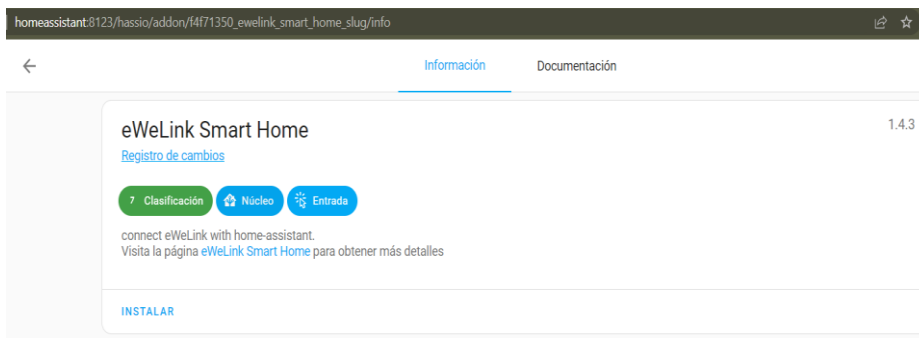 homeassistant:8123/hassio/addon/f4f71350_ewelink_smart_home_slug/info
Información Documentación
eWeLink Smart Home 1.4.3
Registro de cambios
7 Clasificación Núcleo Entrada
connect eWeLink with home-assistant.
Visita la página eWeLink Smart Home para obtener más detalles
INSTALAR